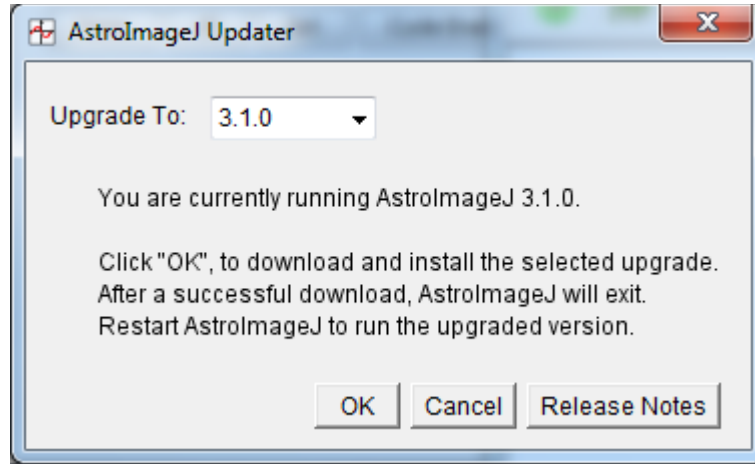 AstroImageJ Updater
Upgrade To: 3.1.0
You are currently running AstroImageJ 3.1.0.
Click "OK", to download and install the selected upgrade.
After a successful download, AstroImageJ will exit.
Restart AstroImageJ to run the upgraded version.
OK Cancel Release Notes